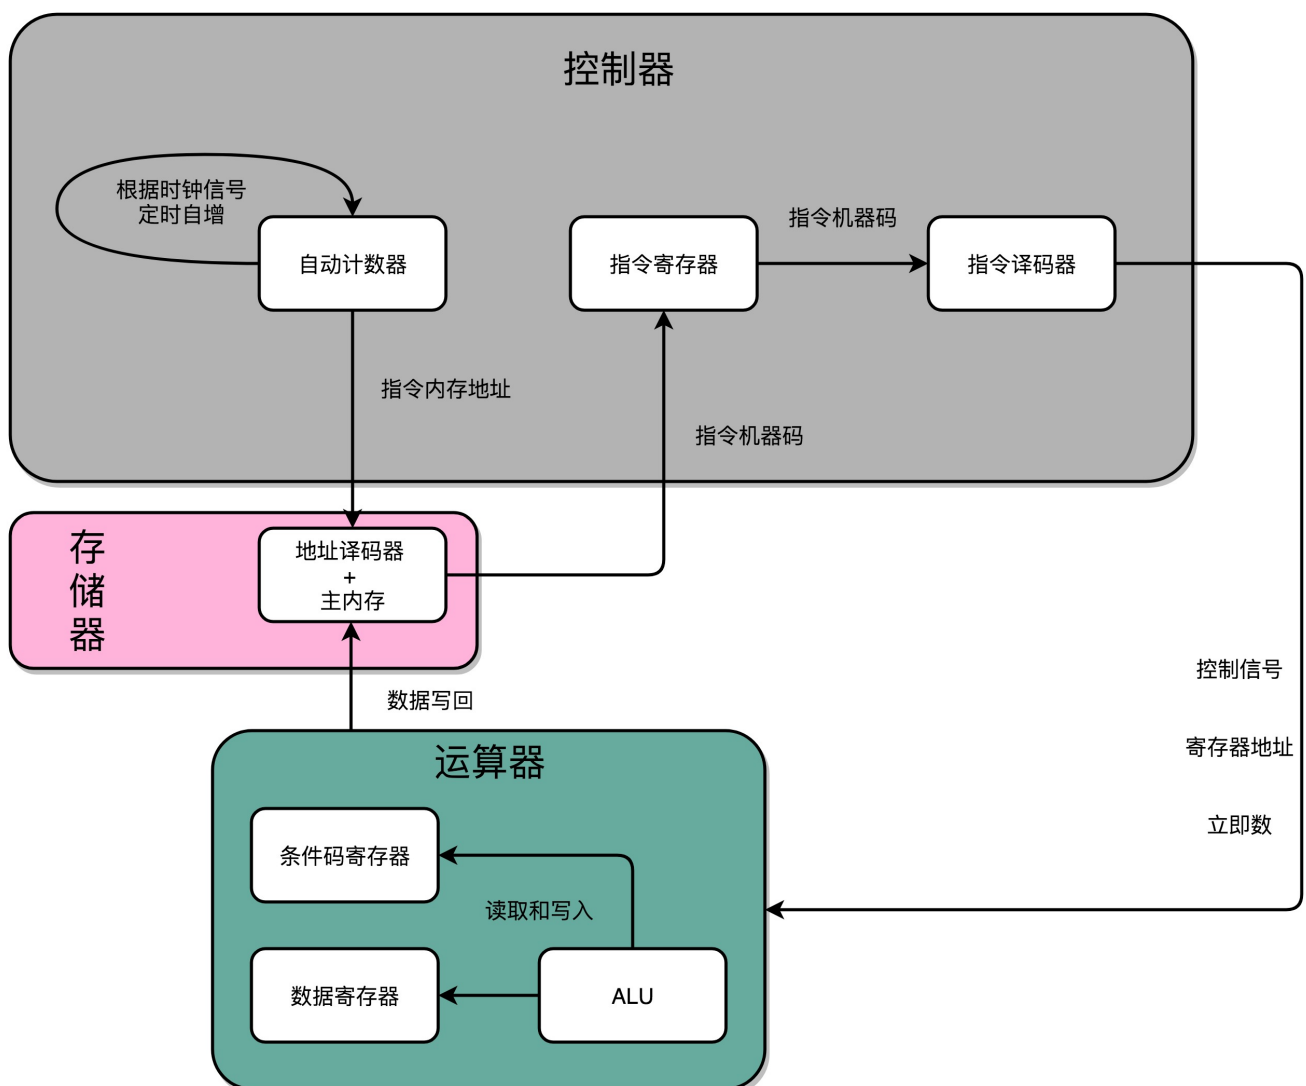 控制器
根据时钟信号
定时自增
自动计数器
指令寄存器
指令机器码
指令译码器
指令内存地址
指令机器码
存
储
器
地址译码器
+
主内存
数据写回
控制信号
寄存器地址
立即数
运算器
条件码寄存器
读取和写入
数据寄存器
ALU